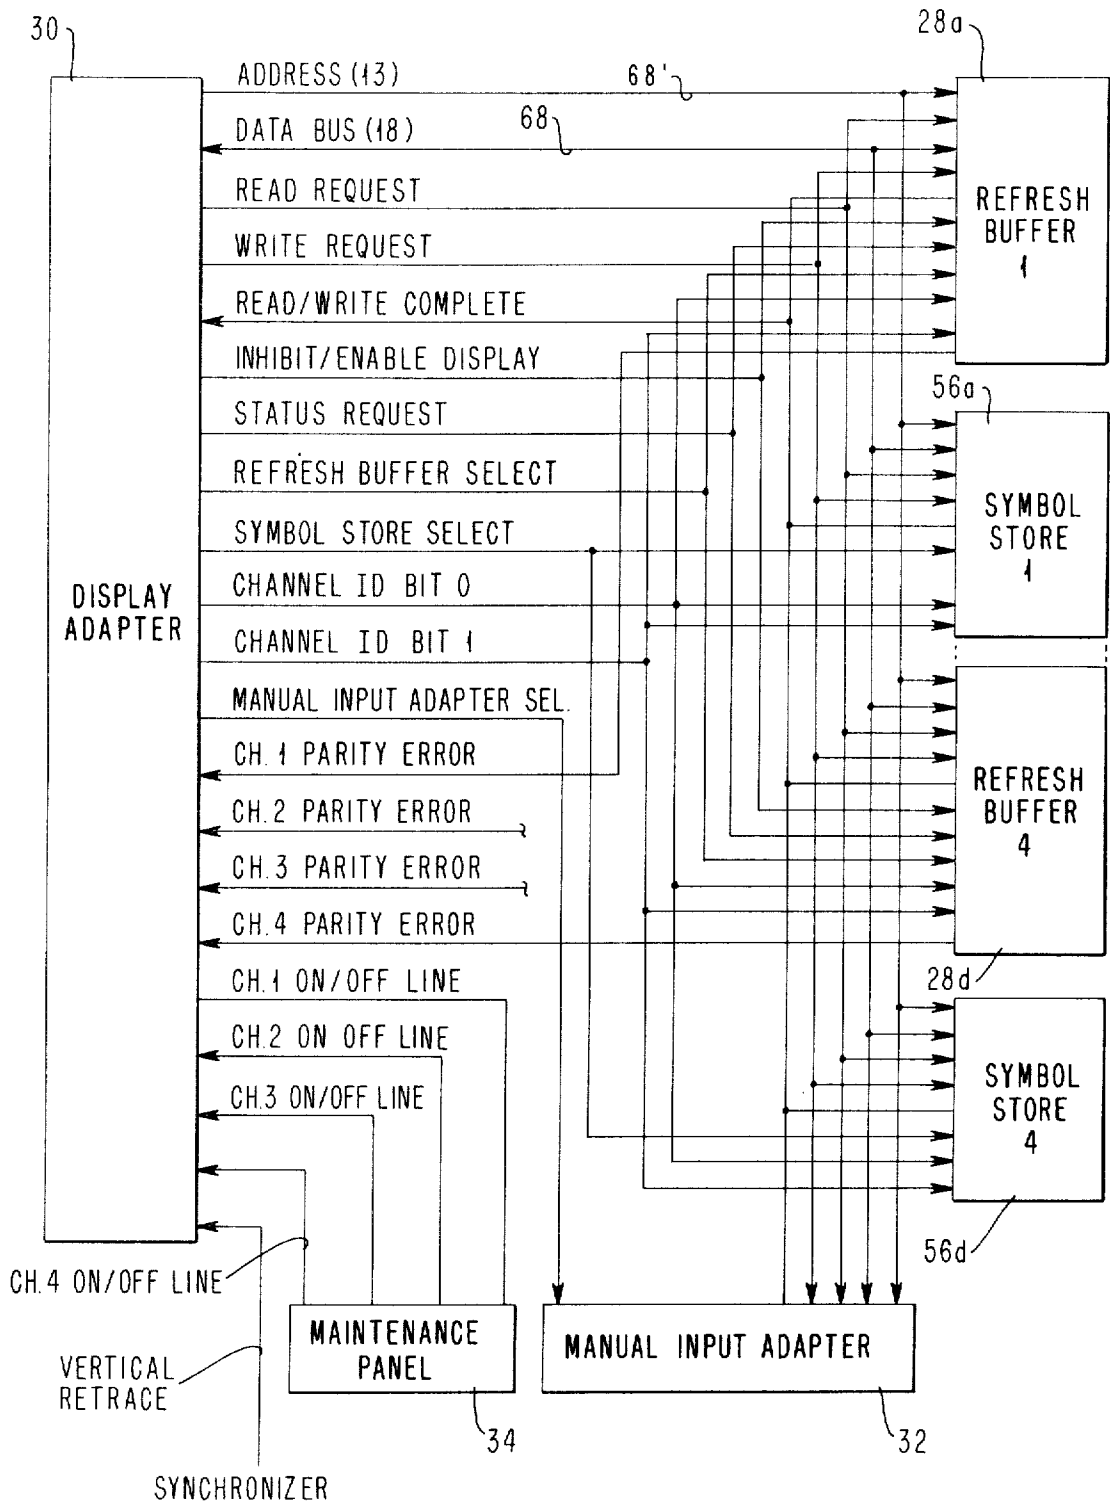 30
28a
ADDRESS (13)
68'
DATA BUS (18)
68
READ REQUEST
REFRESH
BUFFER
1
WRITE REQUEST
READ/WRITE COMPLETE
INHIBIT/ENABLE DISPLAY
56a
STATUS REQUEST
REFRESH BUFFER SELECT
SYMBOL
STORE
1
SYMBOL STORE SELECT
CHANNEL ID BIT 0
DISPLAY
ADAPTER
CHANNEL ID BIT 1
MANUAL INPUT ADAPTER SEL.
CH. 1 PARITY ERROR
REFRESH
BUFFER
4
CH. 2 PARITY ERROR
CH. 3 PARITY ERROR
CH. 4 PARITY ERROR
28d
CH. 1 ON/OFF LINE
CH. 2 ON OFF LINE
SYMBOL
STORE
4
CH. 3 ON/OFF LINE
56d
CH. 4 ON/OFF LINE
MAINTENANCE
PANEL
MANUAL INPUT ADAPTER
VERTICAL
RETRACE
34
32
SYNCHRONIZER